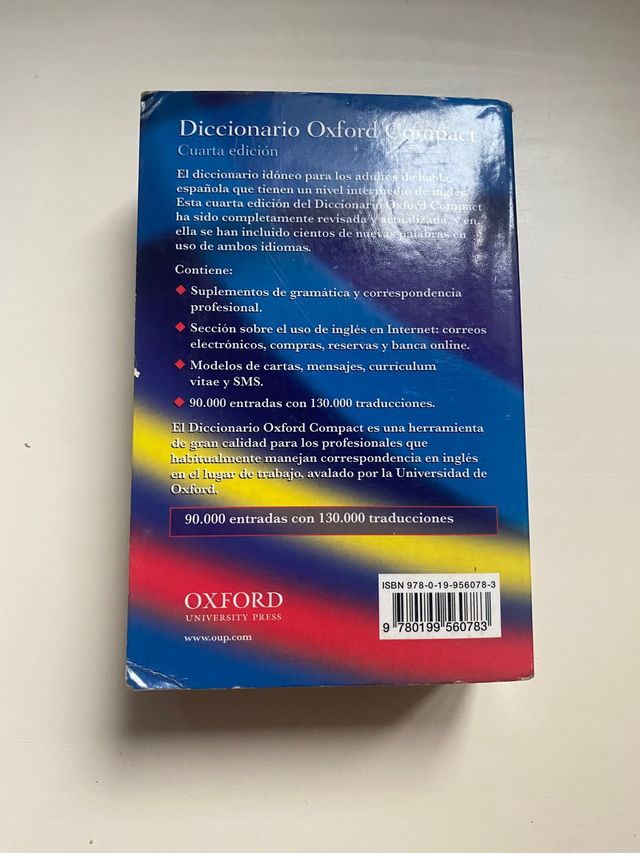 Diccionario Oxford Compact
Cuarta edición
El diccionario idóneo para los adultos de habla
española que tienen un nivel intermedio de inglés.
Esta cuarta edición del Diccionario Oxford Compact
ha sido completamente revisada y actualizada, y en
ella se han incluido cientos de nuevas palabras en
uso de ambos idiomas.
Contiene:
◆ Suplementos de gramática y correspondencia
profesional.
◆ Sección sobre el uso de inglés en Internet: correos
electrónicos, compras, reservas y banca online.
◆ Modelos de cartas, mensajes, currículum
vitae y SMS.
◆ 90.000 entradas con 130.000 traducciones.
El Diccionario Oxford Compact es una herramienta
de gran calidad para los profesionales que
habitualmente manejan correspondencia en inglés
en el lugar de trabajo, avalado por la Universidad de
Oxford.
90.000 entradas con 130.000 traducciones
OXFORD
UNIVERSITY PRESS
www.oup.com
ISBN 978-0-19-956078-3
9 780199 560783